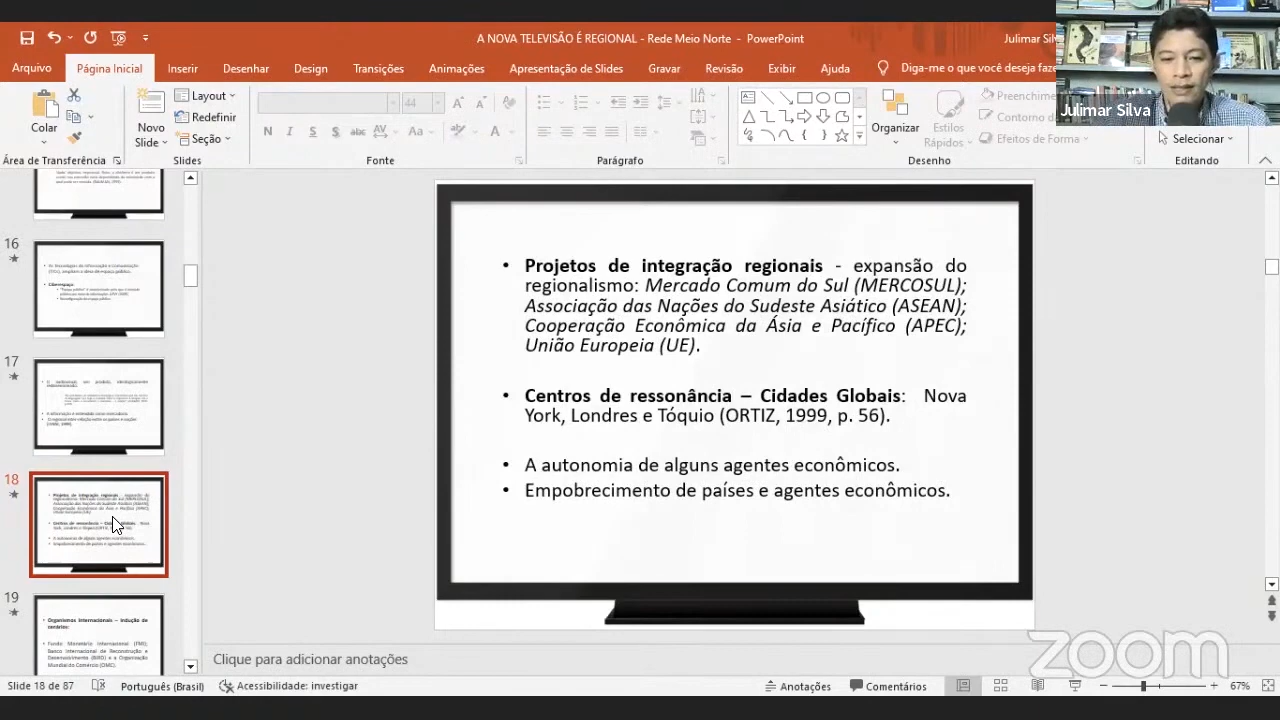 A NOVA TELEVISÃO É REGIONAL - Rede Meio Norte - PowerPoint
Julimar Sil
Arquivo Página Inicial Inserir Desenhar Design Transições Animações Apresentação de Slides Gravar Revisão Exibir Ajuda Diga-me o que você deseja faze
Julimar Silva
Colar
Novo Slide
Layout
Redefinir
Seção
44
N I S S ab AV Aa A
Organizar
Estilos Rápidos
Preenchime
Contorno d
Efeitos de Forma
Selecionar
Área de Transferência Slides Fonte Parágrafo Desenho Editando
16
17
18
19
Organismos Internacionais – indução de cenários:
Fundo Monetário Internacional (FMI), Banco Internacional de Reconstrução e Desenvolvimento (BIRD) e a Organização Mundial do Comércio (OMC).
• Projetos de integração regionais - expansão do
regionalismo: Mercado Comum do Sul (MERCOSUL);
Associação das Nações do Sudeste Asiático (ASEAN);
Cooperação Econômica da Ásia e Pacífico (APEC);
União Europeia (UE).
• Centros de ressonância – Cidades Globais: Nova
York, Londres e Tóquio (ORTIZ, 1999, p. 56).
• A autonomia de alguns agentes econômicos.
• Empobrecimento de países e agentes econômicos.
Clique para adicionar anotações
zoom
Slide 18 de 87 Português (Brasil) Acessibilidade: investigar Anotações Comentários 67%